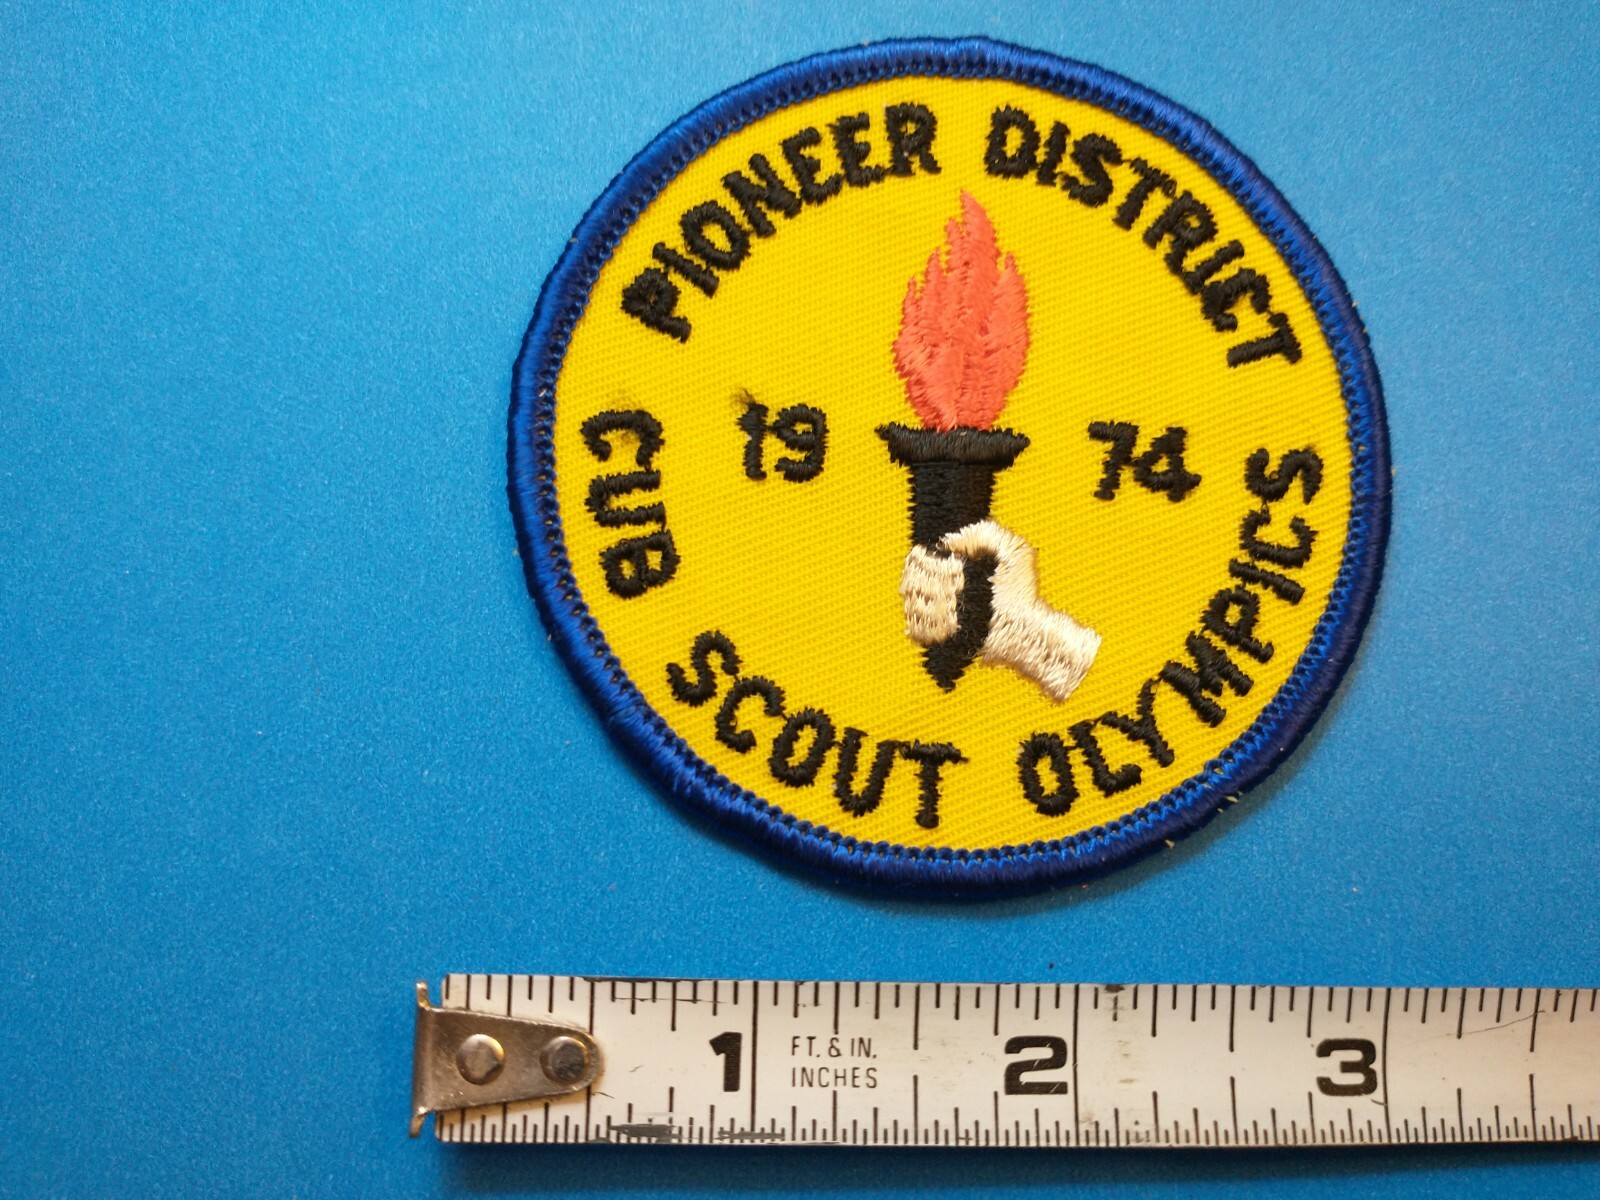 PIONEER DISTRICT
19 74
CUB SCOUT OLYMPICS
1 FT. & IN. 2 3
INCHES